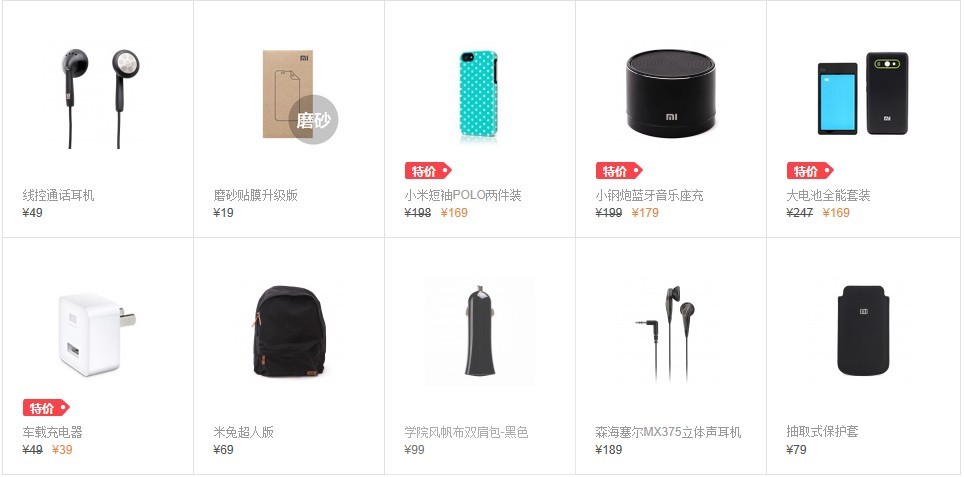 mi
磨砂
mi
mi
特价
特价
特价
线控通话耳机
磨砂贴膜升级版
小米短袖POLO两件装
小钢炮蓝牙音乐座充
大电池全能套装
¥49
¥19
¥198 ¥169
¥199 ¥179
¥247 ¥169
特价
车载充电器
米兔超人版
学院风帆布双肩包-黑色
森海塞尔MX375立体声耳机
抽取式保护套
¥49 ¥39
¥69
¥99
¥189
¥79